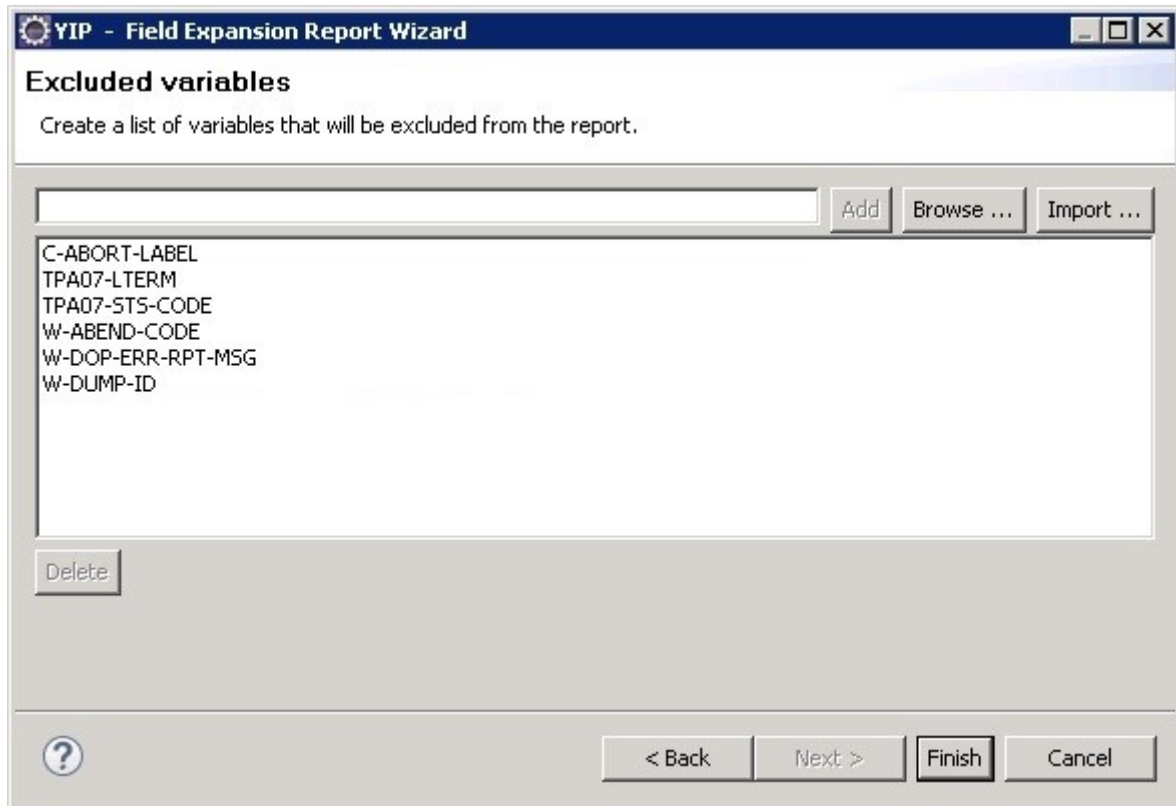 YIP - Field Expansion Report Wizard
Excluded variables
Create a list of variables that will be excluded from the report.
Add Browse ... Import ...
C-ABORT-LABEL
TPA07-LTERM
TPA07-STS-CODE
W-ABEND-CODE
W-DOP-ERR-RPT-MSG
W-DUMP-ID
Delete
? < Back Next > Finish Cancel